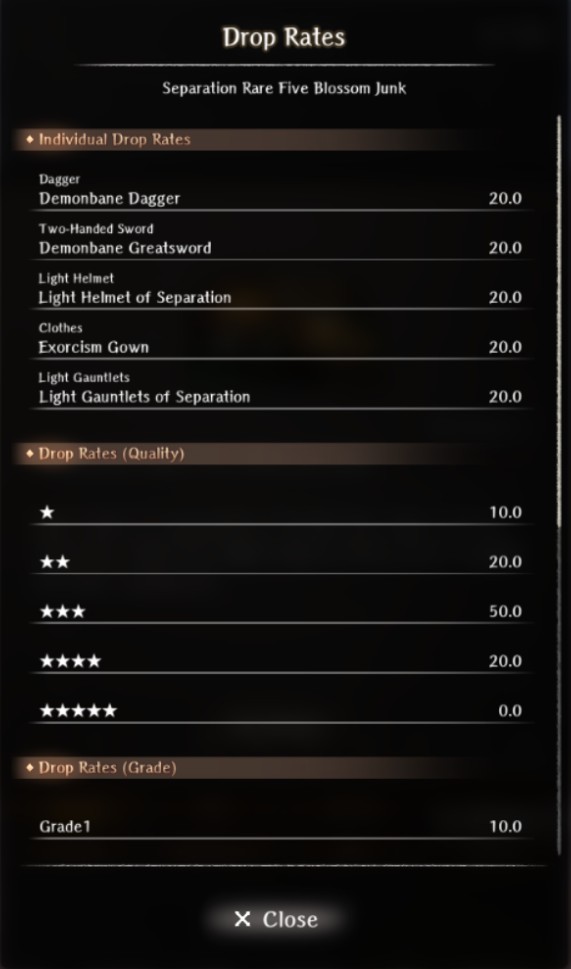 Drop Rates
Separation Rare Five Blossom Junk
◆ Individual Drop Rates
Dagger
Demonbane Dagger 20.0
Two-Handed Sword
Demonbane Greatsword 20.0
Light Helmet
Light Helmet of Separation 20.0
Clothes
Exorcism Gown 20.0
Light Gauntlets
Light Gauntlets of Separation 20.0
◆ Drop Rates (Quality)
★ 10.0
★★ 20.0
★★★ 50.0
★★★★ 20.0
★★★★★ 0.0
◆ Drop Rates (Grade)
Grade1 10.0
✕ Close